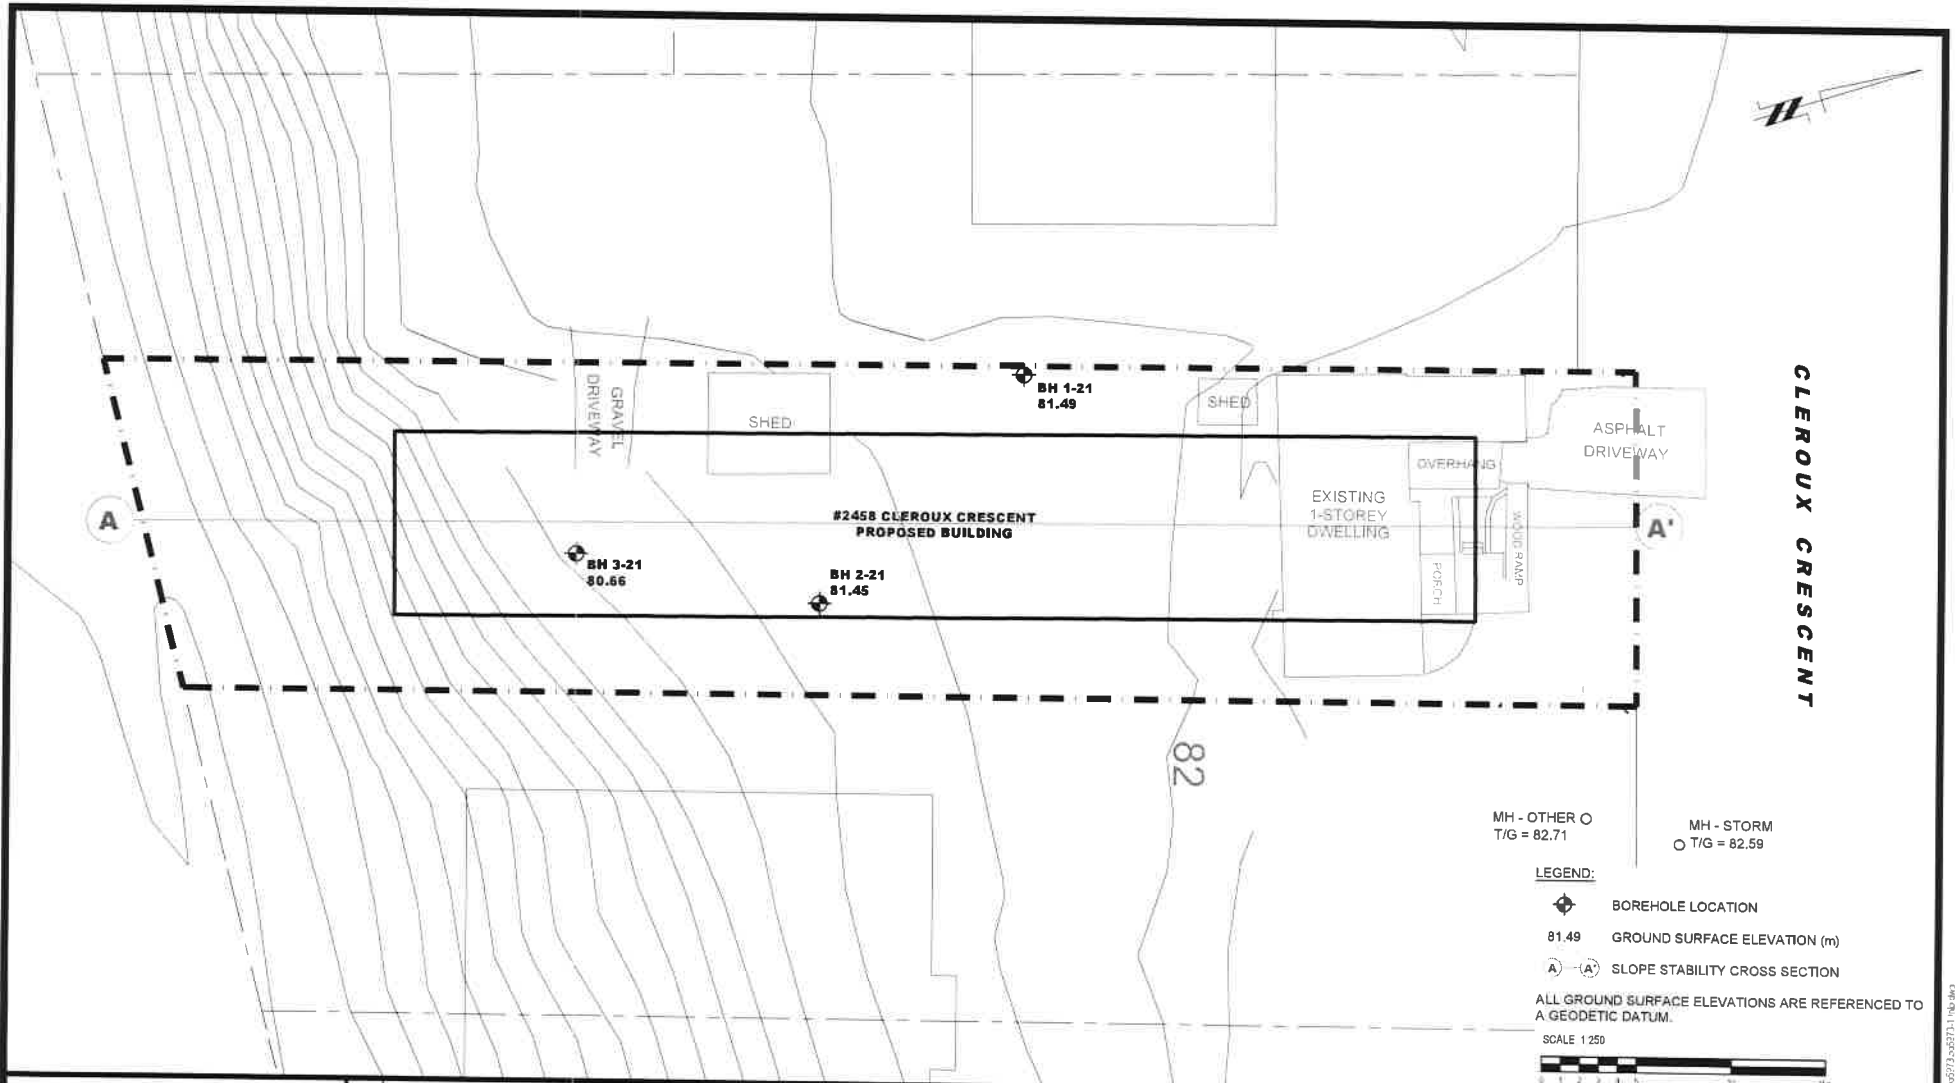 GRAVEL
DRIVEWAY
SHED
BH 1-21
81.49
SHED
ASPHALT
DRIVEWAY
OVERHANG
CLEROUX CRESCENT
A
#2458 CLEROUX CRESCENT
PROPOSED BUILDING
EXISTING
1-STOREY
DWELLING
WOOD RAMP
A'
BH 3-21
80.66
BH 2-21
81.45
PORCH
82
MH - OTHER
T/G = 82.71
MH - STORM
T/G = 82.59
LEGEND:
BOREHOLE LOCATION
81.49 GROUND SURFACE ELEVATION (m)
A A' SLOPE STABILITY CROSS SECTION
ALL GROUND SURFACE ELEVATIONS ARE REFERENCED TO
A GEODETIC DATUM.
SCALE 1:250